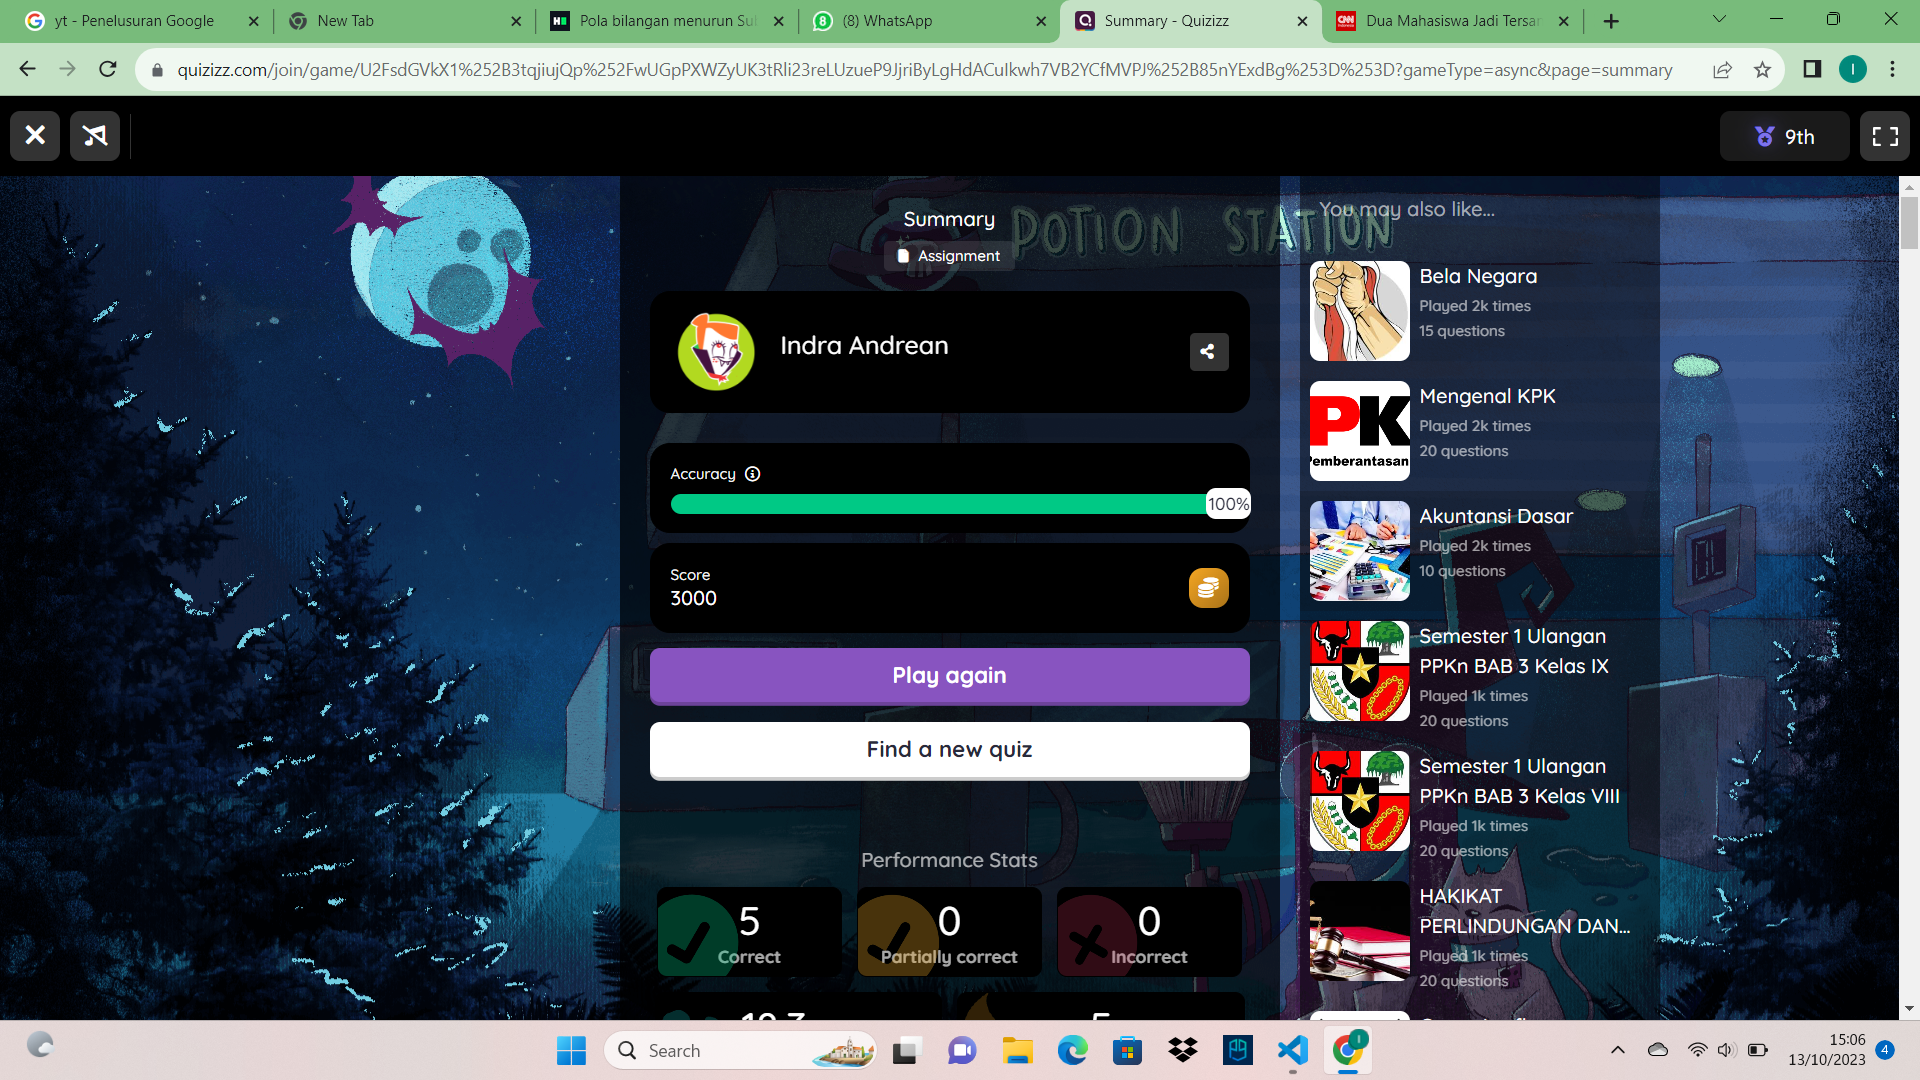 yt - Penelusuran Google
New Tab
Pola bilangan menurun Sul
(8) WhatsApp
Summary - Quizizz
Dua Mahasiswa Jadi Tersan
quizizz.com/join/game/U2FsdGVkX1%252B3tqjiujQp%252FwUGpPXWZyUK3tRli23reLUzueP9JjriByLgHdACuIkwh7VB2YCfMVPJ%252B85nYExdBg%253D%253D?gameType=async&page=summary
I
9th
POTION STATION
Summary
Assignment
Indra Andrean
Accuracy
100%
Score
3000
Play again
Find a new quiz
Performance Stats
5
Correct
0
Partially correct
0
Incorrect
You may also like...
Bela Negara
Played 2k times
15 questions
PK
Pemberantasan
Mengenal KPK
Played 2k times
20 questions
Akuntansi Dasar
Played 2k times
10 questions
Semester 1 Ulangan
PPKn BAB 3 Kelas IX
Played 1k times
20 questions
Semester 1 Ulangan
PPKn BAB 3 Kelas VIII
Played 1k times
20 questions
HAKIKAT
PERLINDUNGAN DAN...
Played 1k times
20 questions
Search
15:06
13/10/2023
4